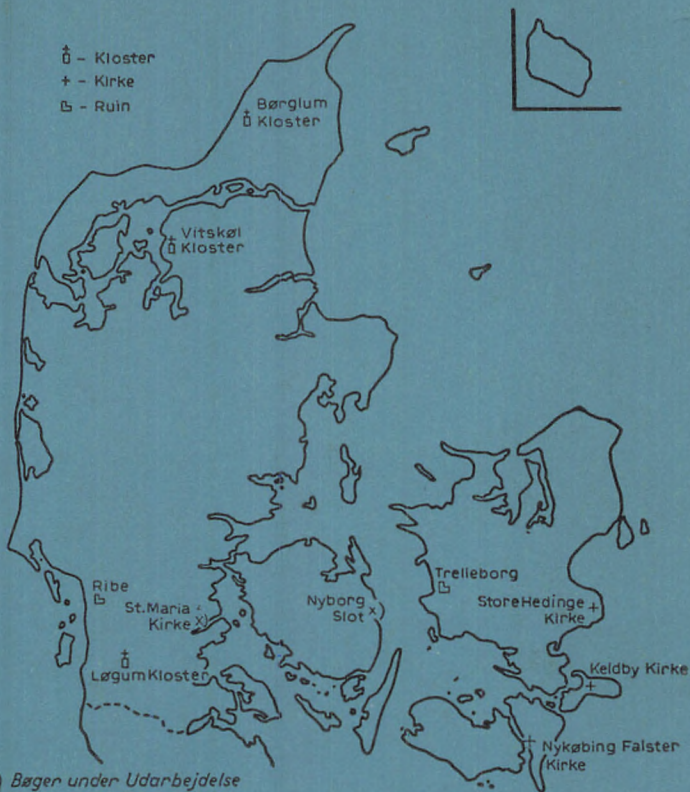 - Kloster
+ - Kirke
- Ruin
Børglum
Kloster
Vitskøl
Kloster
Ribe
St. Maria
Kirke x)
Løgum Kloster
Nyborg
Slot x)
Trelleborg
Store Hedinge
Kirke
Keldby Kirke
Nykøbing Falster
Kirke
) Bøger under Udarbejdelse